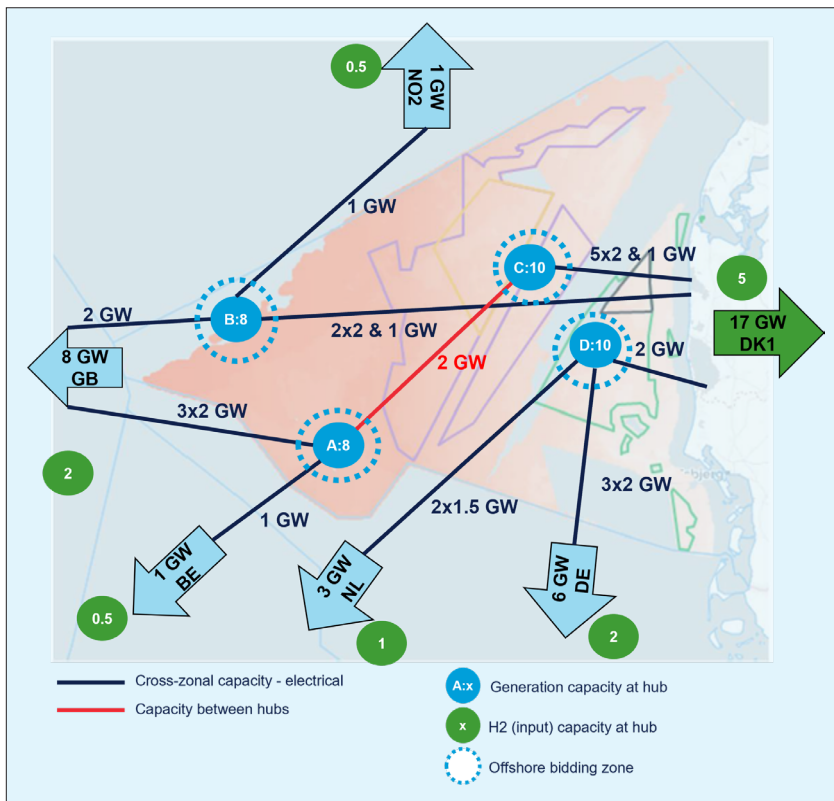 0.5
1 GW
NO2
1 GW
5x2 & 1 GW
C:10
5
2 GW
B:8
2x2 & 1 GW
17 GW
DK1
D:10
2 GW
8 GW
GB
2 GW
3x2 GW
A:8
2
sbjerg
3x2 GW
2x1.5 GW
1 GW
1 GW
BE
3 GW
NL
6 GW
DE
0.5
1
2
Cross-zonal capacity - electrical
Capacity between hubs
A:x
Generation capacity at hub
x
H2 (input) capacity at hub
Offshore bidding zone